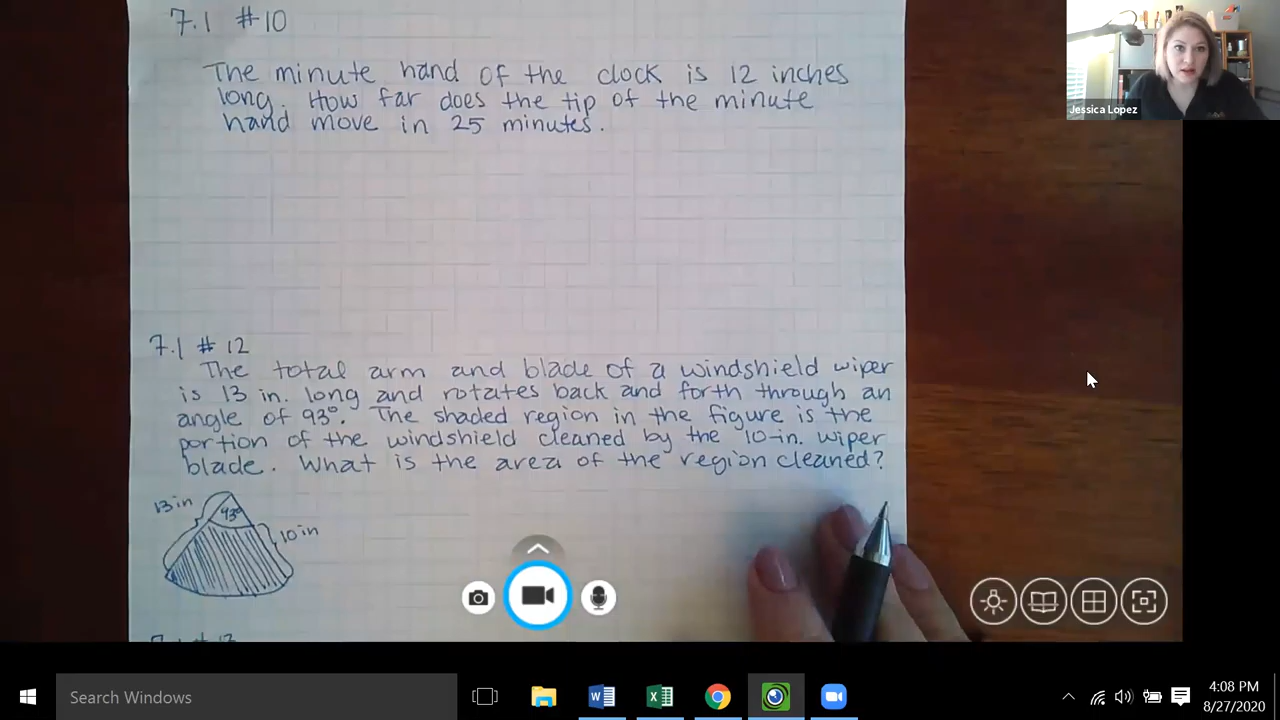 7.1 #10
The minute hand of the clock is 12 inches
long. How far does the tip of the minute
hand move in 25 minutes.
Jessica Lopez
7.1 # 12
The total arm and blade of a windshield wiper
is 13 in. long and rotates back and forth through an
angle of 93°. The shaded region in the figure is the
portion of the windshield cleaned by the 10-in. wiper
blade. What is the area of the region cleaned?
13 in
93°
10 in
Search Windows
4:08 PM
8/27/2020